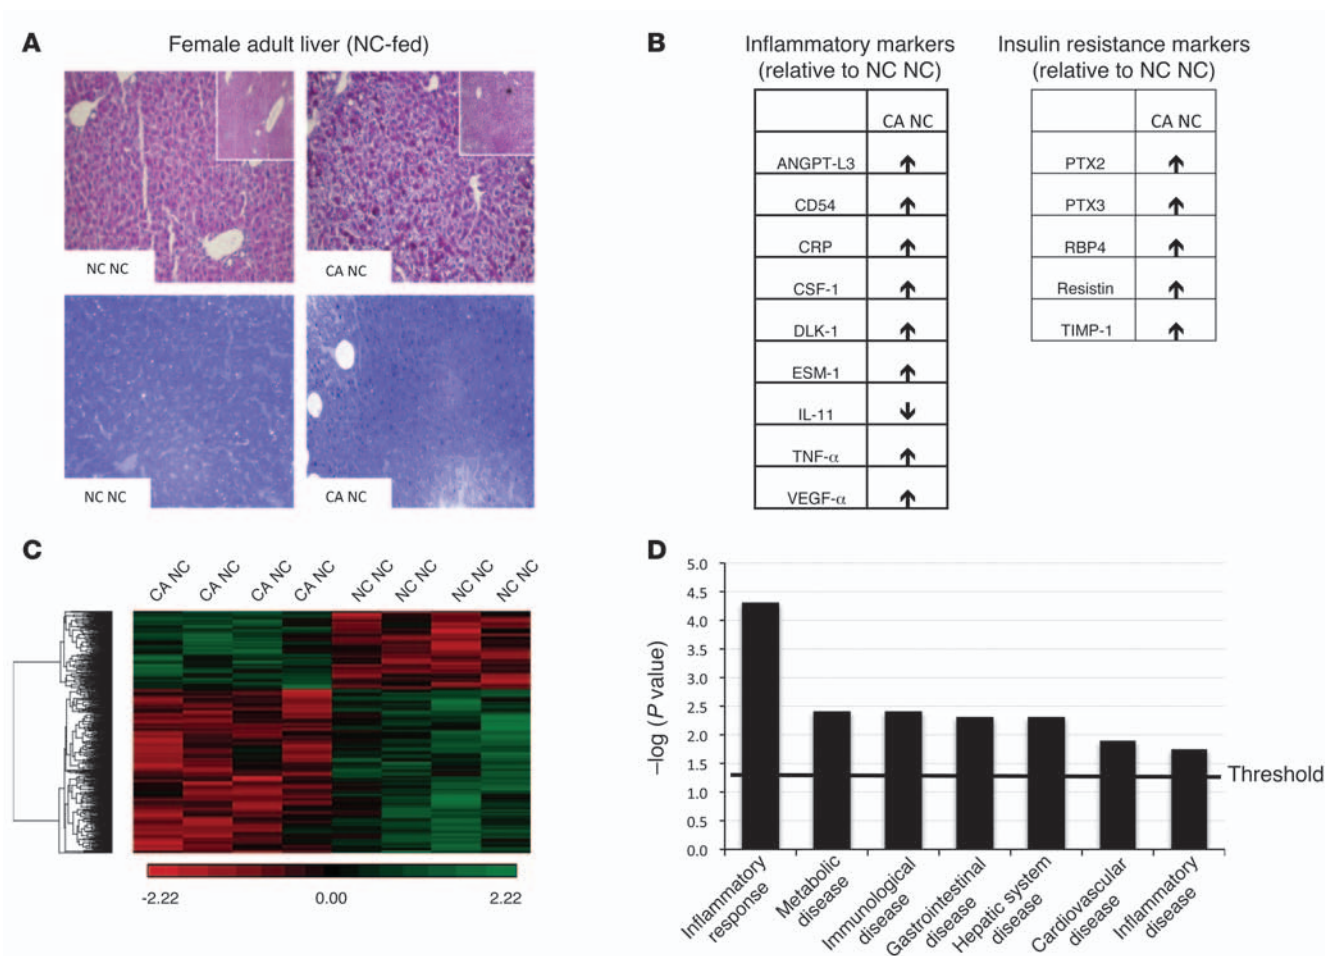 A
Female adult liver (NC-fed)
NC NC
CA NC
NC NC
CA NC
B
Inflammatory markers
(relative to NC NC)
CA NC
ANGPT-L3 ↑
CD54 ↑
CRP ↑
CSF-1 ↑
DLK-1 ↑
ESM-1 ↑
IL-11 ↓
TNF-α ↑
VEGF-α ↑
Insulin resistance markers
(relative to NC NC)
CA NC
PTX2 ↑
PTX3 ↑
RBP4 ↑
Resistin ↑
TIMP-1 ↑
C
CA NC
CA NC
CA NC
CA NC
NC NC
NC NC
NC NC
NC NC
-2.22 0.00 2.22
D
–log (P value)
5.0
4.5
4.0
3.5
3.0
2.5
2.0
1.5
1.0
0.5
0.0
Threshold
Inflammatory
response
Metabolic
disease
Immunological
disease
Gastrointestinal
disease
Hepatic system
disease
Cardiovascular
disease
Inflammatory
disease